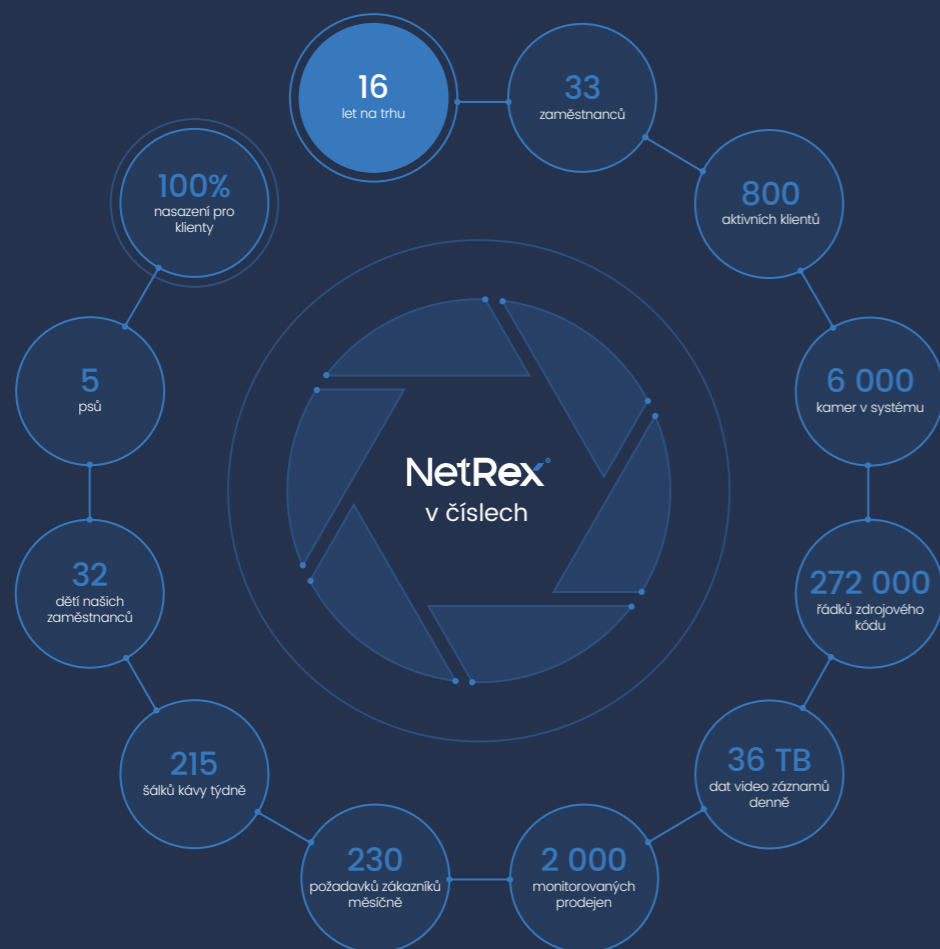 16
let na trhu
33
zaměstnanců
800
aktivních klientů
6 000
kamer v systému
272 000
řádků zdrojového
kódu
36 TB
dat video záznamů
denně
2 000
monitorovaných
prodejen
230
požadavků zákazníků
měsíčně
215
šálků kávy týdně
32
dětí našich
zaměstnanců
5
psů
100%
nasazení pro
klienty
NetRex
v číslech